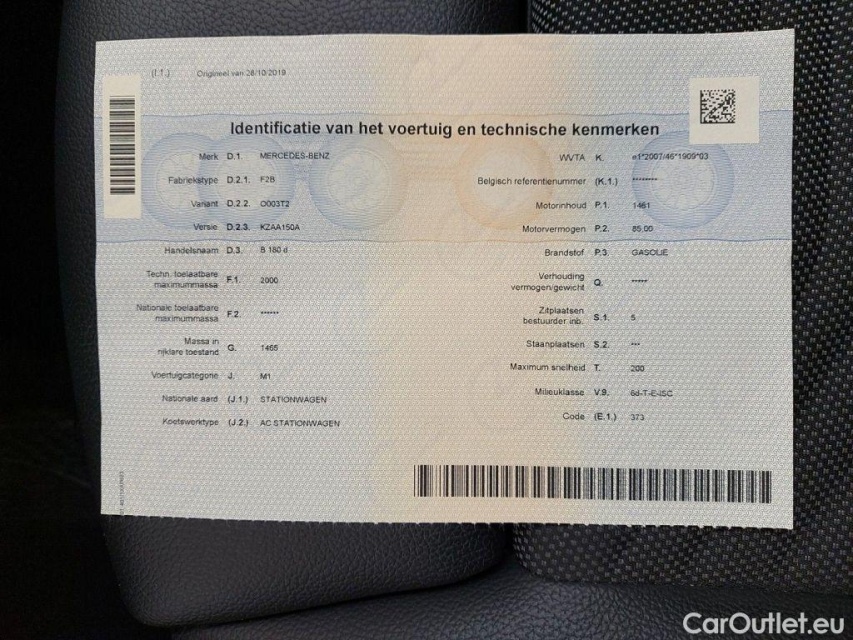 (I.1.) Origineel van 28/10/2019
Identificatie van het voertuig en technische kenmerken
Merk D.1. MERCEDES-BENZ
Fabriekstype D.2.1. F2B
Variant D.2.2. O003T2
Versie D.2.3. KZAA150A
Handelsnaam D.3. B 180 d
Techn. toelaatbare
maximummassa F.1. 2000
Nationale toelaatbare
maximummassa F.2. ******
Massa in
rijklare toestand G. 1465
Voertuigcategorie J. M1
Nationale aard (J.1.) STATIONWAGEN
Koetswerktype (J.2.) AC STATIONWAGEN
WVTA K. e1*2007/46*1909*03
Belgisch referentienummer (K.1.) ********
Motorinhoud P.1. 1461
Motorvermogen P.2. 85,00
Brandstof P.3. GASOLIE
Verhouding
vermogen/gewicht Q. *****
Zitplaatsen
bestuurder inb. S.1. 5
Staanplaatsen S.2. ***
Maximum snelheid T. 200
Milieuklasse V.9. 6d-T-E-ISC
Code (E.1.) 373
CarOutlet.eu